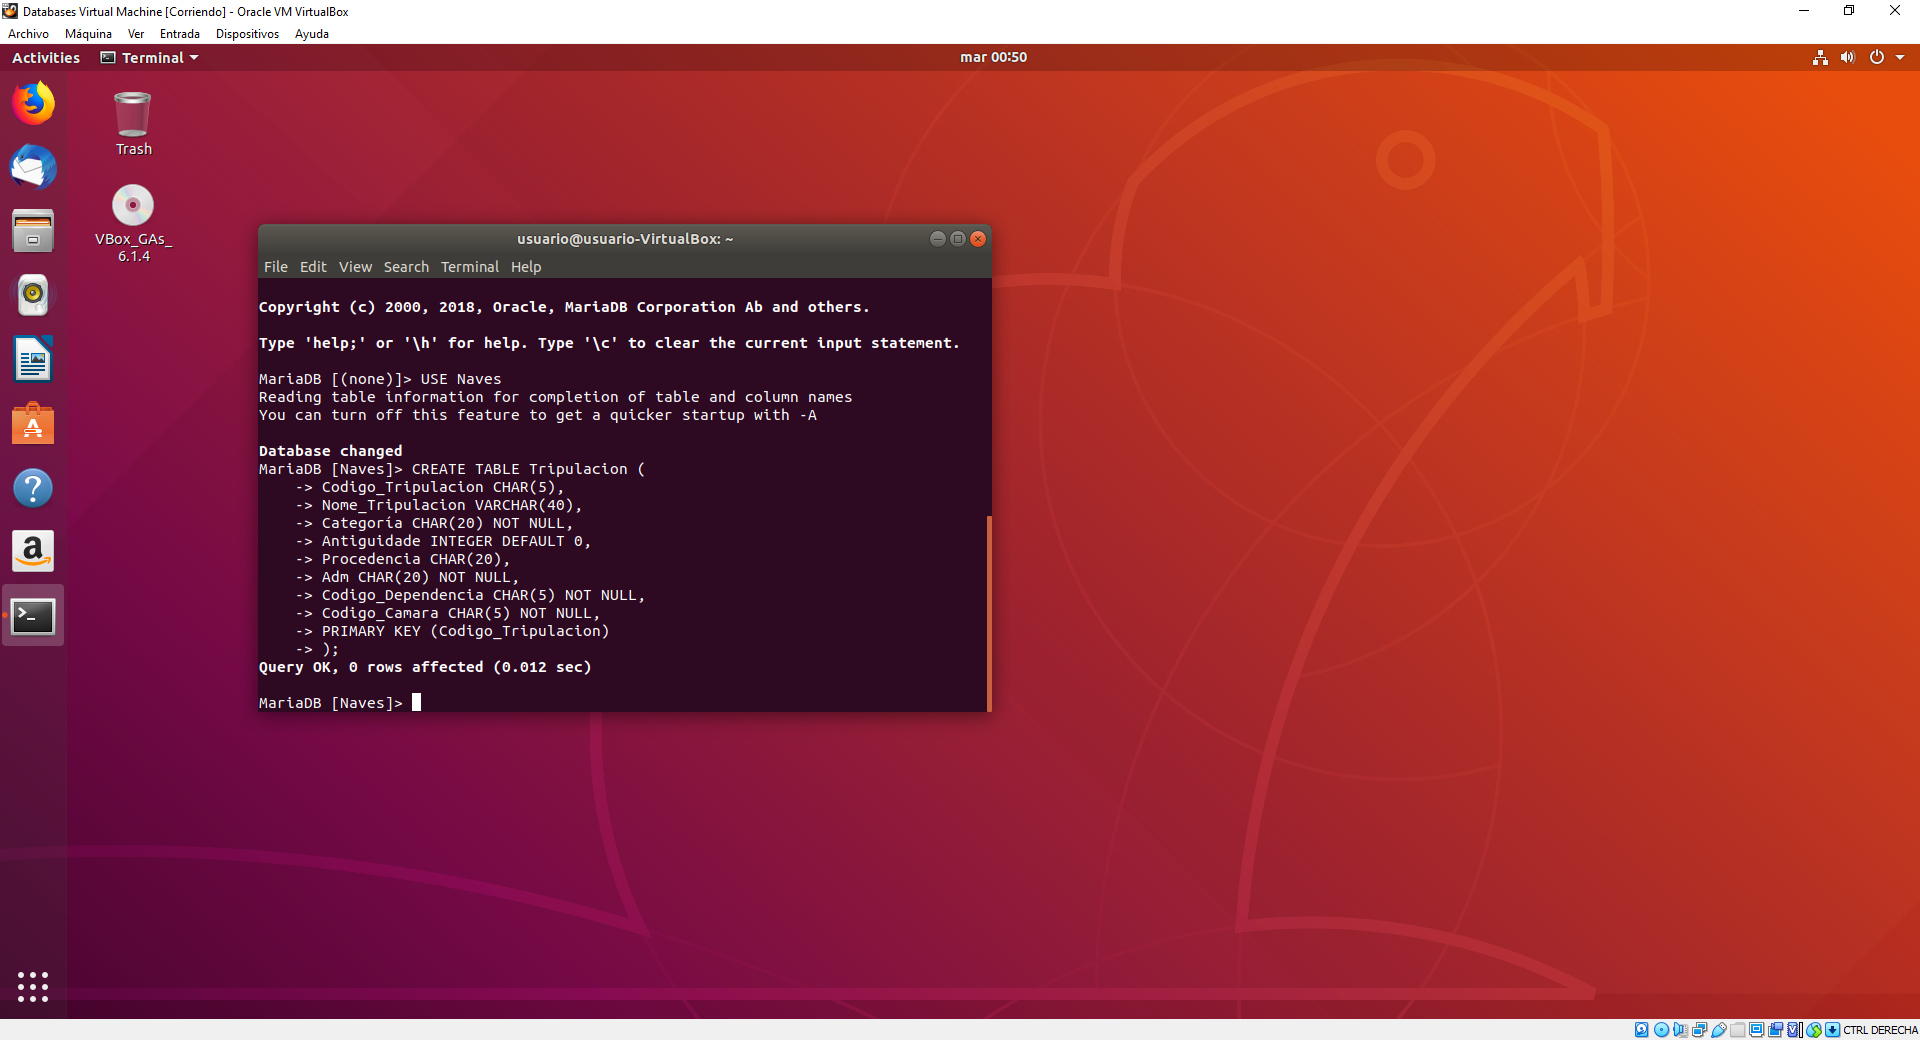 Databases Virtual Machine [Corriendo] - Oracle VM VirtualBox
Archivo Máquina Ver Entrada Dispositivos Ayuda
Activities Terminal mar 00:50
Trash
VBox_GAs_
6.1.4
usuario@usuario-VirtualBox: ~
File Edit View Search Terminal Help
Copyright (c) 2000, 2018, Oracle, MariaDB Corporation Ab and others.
Type 'help;' or '\h' for help. Type '\c' to clear the current input statement.
MariaDB [(none)]> USE Naves
Reading table information for completion of table and column names
You can turn off this feature to get a quicker startup with -A
Database changed
MariaDB [Naves]> CREATE TABLE Tripulacion (
-> Codigo_Tripulacion CHAR(5),
-> Nome_Tripulacion VARCHAR(40),
-> Categoría CHAR(20) NOT NULL,
-> Antiguidade INTEGER DEFAULT 0,
-> Procedencia CHAR(20),
-> Adm CHAR(20) NOT NULL,
-> Codigo_Dependencia CHAR(5) NOT NULL,
-> Codigo_Camara CHAR(5) NOT NULL,
-> PRIMARY KEY (Codigo_Tripulacion)
-> );
Query OK, 0 rows affected (0.012 sec)
MariaDB [Naves]>
CTRL DERECHA